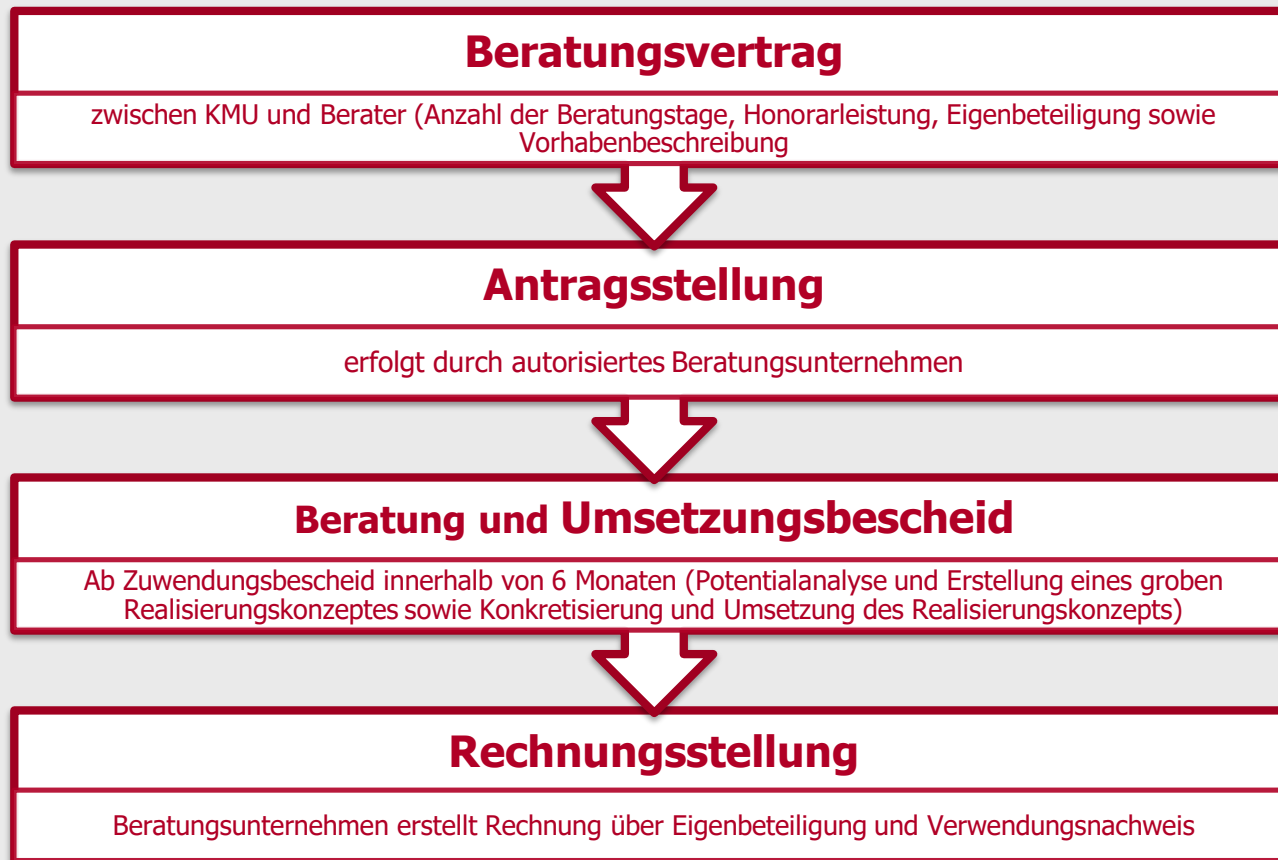 Beratungsvertrag
zwischen KMU und Berater (Anzahl der Beratungstage, Honorarleistung, Eigenbeteiligung sowie
Vorhabenbeschreibung
Antragsstellung
erfolgt durch autorisiertes Beratungsunternehmen
Beratung und Umsetzungsbescheid
Ab Zuwendungsbescheid innerhalb von 6 Monaten (Potentialanalyse und Erstellung eines groben
Realisierungskonzeptes sowie Konkretisierung und Umsetzung des Realisierungskonzepts)
Rechnungsstellung
Beratungsunternehmen erstellt Rechnung über Eigenbeteiligung und Verwendungsnachweis